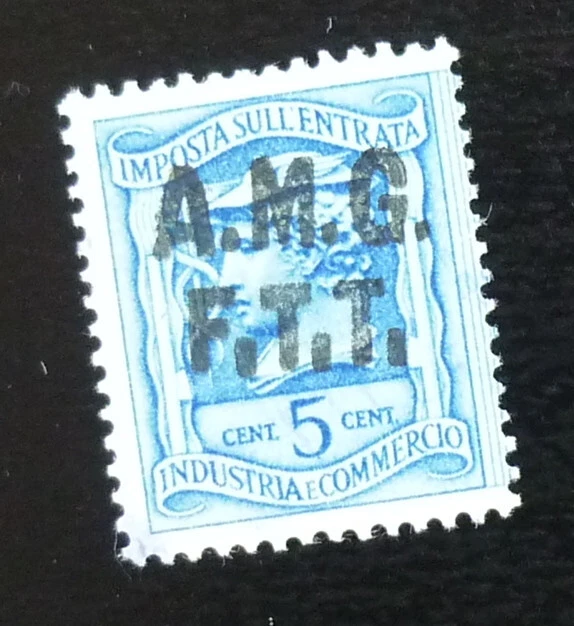 IMPOSTA SULL'ENTRATA
A.M.G.
F.T.T.
CENT. 5 CENT.
INDUSTRIA E COMMERCIO